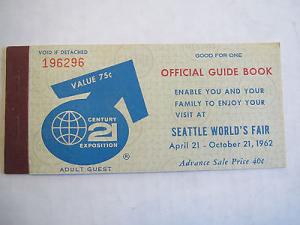 VOID IF DETACHED
196296
VALUE 75¢
CENTURY
21
EXPOSITION
®
ADULT GUEST
GOOD FOR ONE
OFFICIAL GUIDE BOOK
ENABLE YOU AND YOUR
FAMILY TO ENJOY YOUR
VISIT AT
SEATTLE WORLD'S FAIR
April 21 - October 21, 1962
Advance Sale Price 40¢